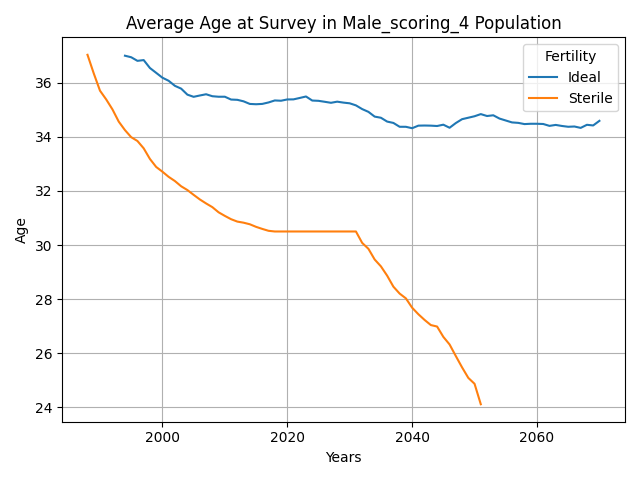 Average Age at Survey in Male_scoring_4 Population
Fertility
Ideal
Sterile
Age
36
34
32
30
28
26
24
2000
2020
2040
2060
Years